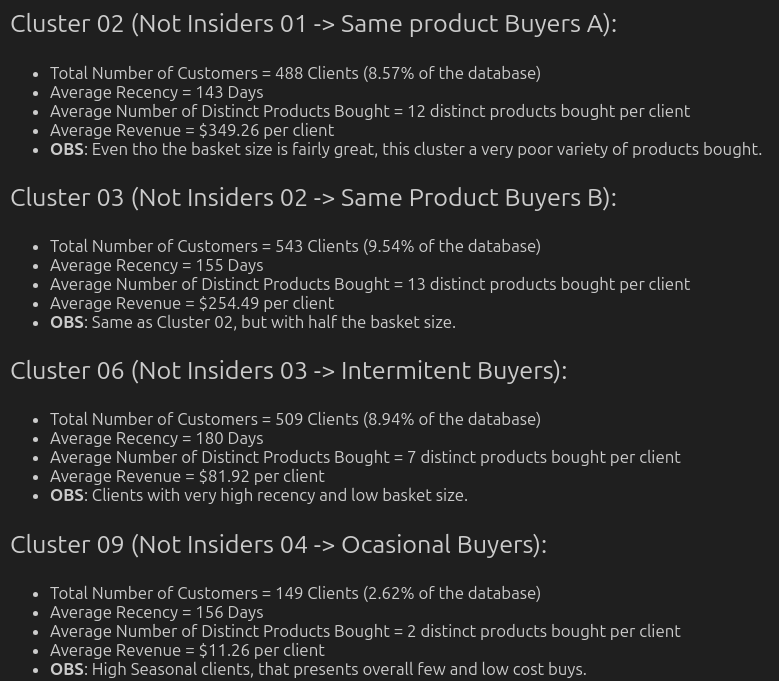 Cluster 02 (Not Insiders 01 -> Same product Buyers A):
• Total Number of Customers = 488 Clients (8.57% of the database)
• Average Recency = 143 Days
• Average Number of Distinct Products Bought = 12 distinct products bought per client
• Average Revenue = $349.26 per client
• OBS: Even tho the basket size is fairly great, this cluster a very poor variety of products bought.
Cluster 03 (Not Insiders 02 -> Same Product Buyers B):
• Total Number of Customers = 543 Clients (9.54% of the database)
• Average Recency = 155 Days
• Average Number of Distinct Products Bought = 13 distinct products bought per client
• Average Revenue = $254.49 per client
• OBS: Same as Cluster 02, but with half the basket size.
Cluster 06 (Not Insiders 03 -> Intermitent Buyers):
• Total Number of Customers = 509 Clients (8.94% of the database)
• Average Recency = 180 Days
• Average Number of Distinct Products Bought = 7 distinct products bought per client
• Average Revenue = $81.92 per client
• OBS: Clients with very high recency and low basket size.
Cluster 09 (Not Insiders 04 -> Ocasional Buyers):
• Total Number of Customers = 149 Clients (2.62% of the database)
• Average Recency = 156 Days
• Average Number of Distinct Products Bought = 2 distinct products bought per client
• Average Revenue = $11.26 per client
• OBS: High Seasonal clients, that presents overall few and low cost buys.